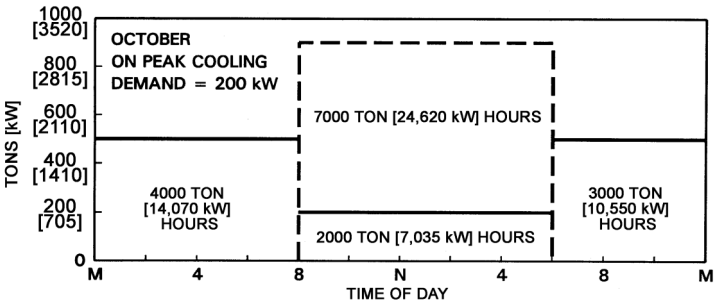 1000
[3520]
800
[2815]
600
[2110]
400
[1410]
200
[705]
0
TONS [kW]
OCTOBER
ON PEAK COOLING
DEMAND = 200 kW
7000 TON [24,620 kW] HOURS
4000 TON
[14,070 kW]
HOURS
2000 TON [7,035 kW] HOURS
3000 TON
[10,550 kW]
HOURS
M 4 8 N 4 8 M
TIME OF DAY